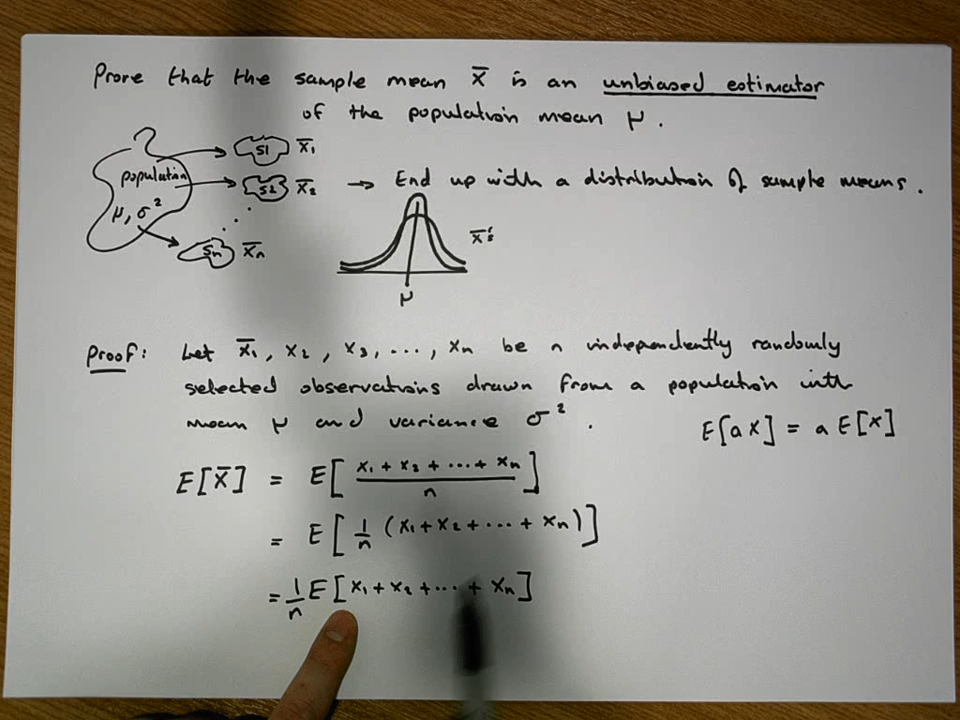 Prove that the sample mean X̄ is an unbiased estimator
of the population mean μ.
population
μ, σ²
S1 x̄₁
S2 x̄₂
Sn x̄ₙ
→ End up with a distribution of sample means.
x̄'s
μ
Proof: Let x̄₁, x₂, x₃, ..., xₙ be n independently randomly
selected observations drawn from a population with
mean μ and variance σ².
E[aX] = a E[X]
E[X̄] = E[(x₁ + x₂ + ... + xₙ)/n]
= E[1/n (x₁ + x₂ + ... + xₙ)]
= 1/n E[x₁ + x₂ + ... + xₙ]